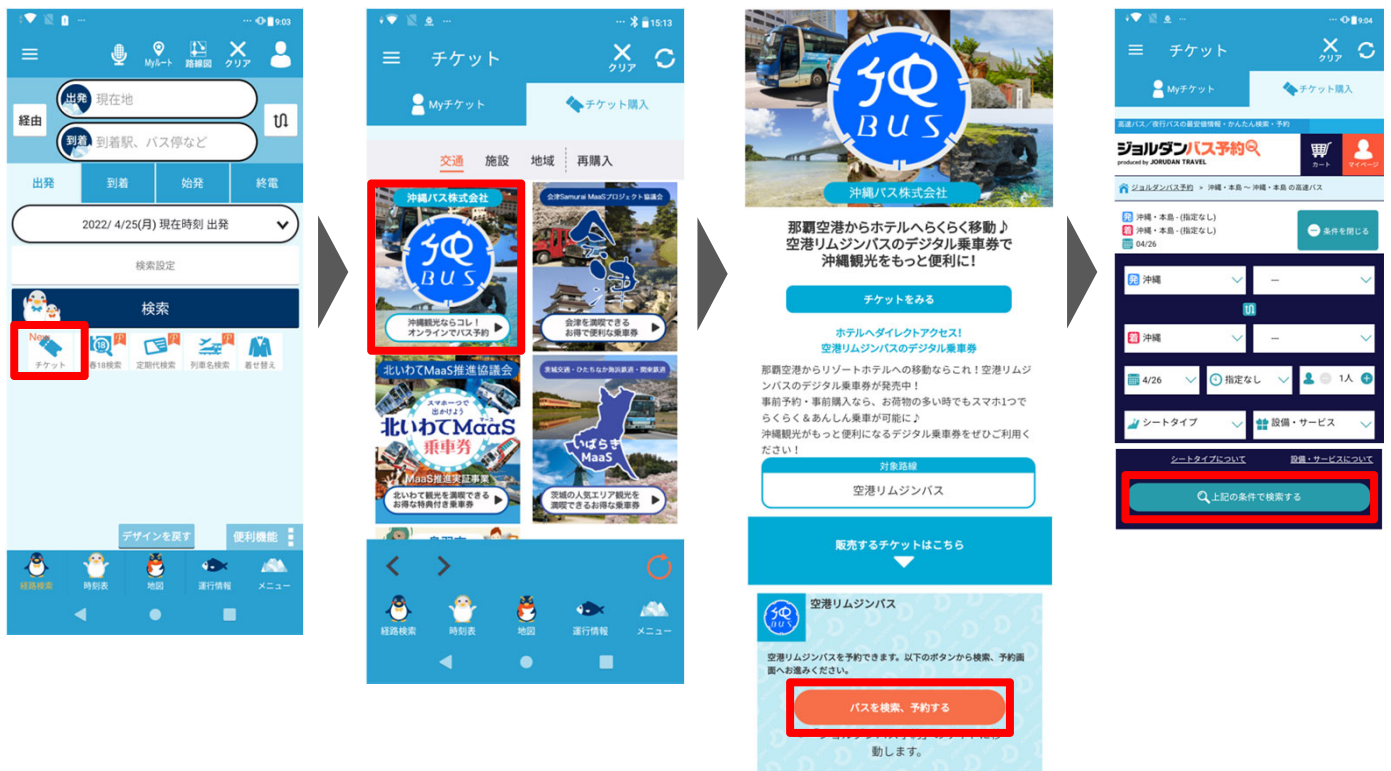 9:03
Myルート
路線図
クリア
経由
出発
現在地
到着
到着駅、バス停など
出発
到着
始発
終電
2022/ 4/25(月) 現在時刻 出発
検索設定
検索
New
チケット
春18検索
定期代検索
列車名検索
着せ替え
デザインを戻す
便利機能
経路検索
時刻表
地図
運行情報
メニュー
15:13
チケット
クリア
Myチケット
チケット購入
交通
施設
地域
再購入
沖縄バス株式会社
BUS
沖縄観光ならコレ!
オンラインでバス予約
会津Samurai MaaSプロジェクト協議会
会津
会津を満喫できる
お得で便利な乗車券
北いわてMaaS推進協議会
スマホ一つで
出かけよう
北いわてMaaS
乗車券
MaaS推進実証事業
北いわて観光を満喫できる
お得な特典付き乗車券
茨城交通・ひたちなか海浜鉄道・関東鉄道
いばらき
MaaS
茨城の人気エリア観光を
満喫できるお得な乗車券
経路検索
時刻表
地図
運行情報
メニュー
BUS
沖縄バス株式会社
那覇空港からホテルへらくらく移動♪
空港リムジンバスのデジタル乗車券で
沖縄観光をもっと便利に!
チケットをみる
ホテルへダイレクトアクセス!
空港リムジンバスのデジタル乗車券
那覇空港からリゾートホテルへの移動ならこれ!空港リムジ
ンバスのデジタル乗車券が発売中!
事前予約・事前購入なら、お荷物の多い時でもスマホ1つで
らくらく&あんしん乗車が可能に♪
沖縄観光がもっと便利になるデジタル乗車券をぜひご利用く
ださい!
対象路線
空港リムジンバス
販売するチケットはこちら
BUS
空港リムジンバス
空港リムジンバスを予約できます。以下のボタンから検索、予約画
面へお進みください。
バスを検索、予約する
動します。
9:04
チケット
クリア
Myチケット
チケット購入
高速バス/夜行バスの最安値情報・かんたん検索・予約
ジョルダンバス予約
produced by JORUDAN TRAVEL
カート
マイページ
ジョルダンバス予約 > 沖縄・本島 ~ 沖縄・本島 の高速バス
発 沖縄・本島 - (指定なし)
着 沖縄・本島 - (指定なし)
04/26
条件を閉じる
発 沖縄
---
着 沖縄
---
4/26
指定なし
1人
シートタイプ
設備・サービス
シートタイプについて
設備・サービスについて
上記の条件で検索する